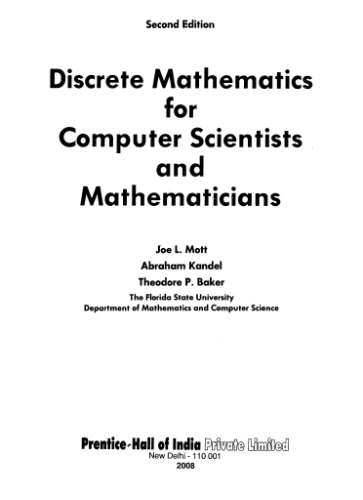 Second Edition
Discrete Mathematics
for
Computer Scientists
and
Mathematicians
Joe L. Mott
Abraham Kandel
Theodore P. Baker
The Florida State University
Department of Mathematics and Computer Science
Prentice-Hall of India Private Limited
New Delhi - 110 001
2008